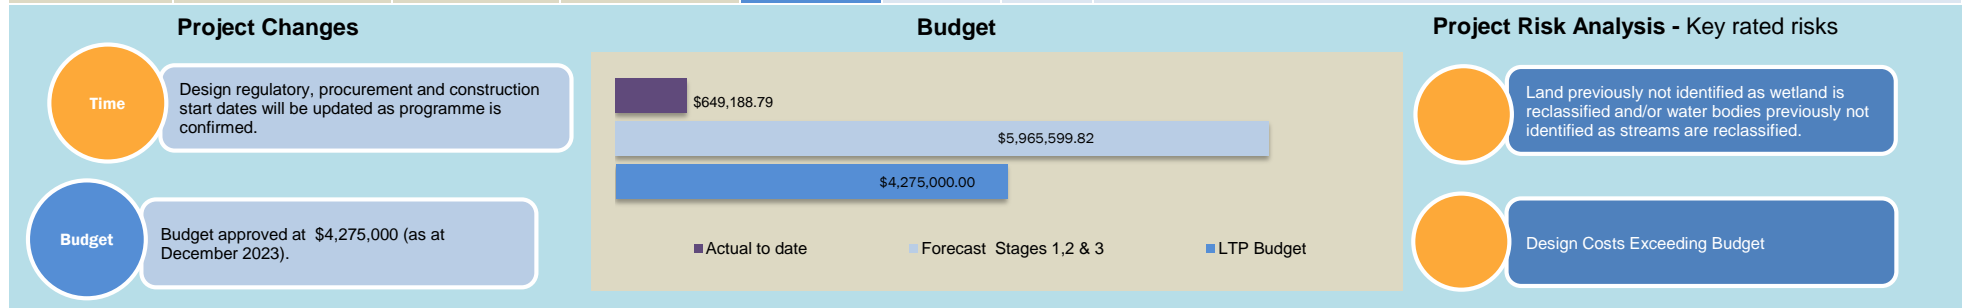 Project Changes
Time
Design regulatory, procurement and construction
start dates will be updated as programme is
confirmed.
Budget
Budget approved at $4,275,000 (as at
December 2023).
Budget
$649,188.79
$5,965,599.82
$4,275,000.00
Actual to date
Forecast Stages 1,2 & 3
LTP Budget
Project Risk Analysis - Key rated risks
Land previously not identified as wetland is
reclassified and/or water bodies previously not
identified as streams are reclassified.
Design Costs Exceeding Budget